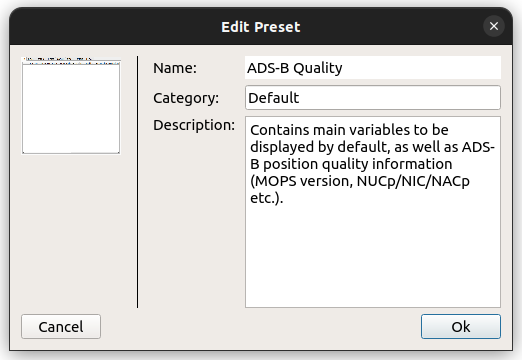 Edit Preset
Name:
ADS-B Quality
Category:
Default
Description:
Contains main variables to be
displayed by default, as well as ADS-
B position quality information
(MOPS version, NUCp/NIC/NACp
etc.).
Cancel
Ok